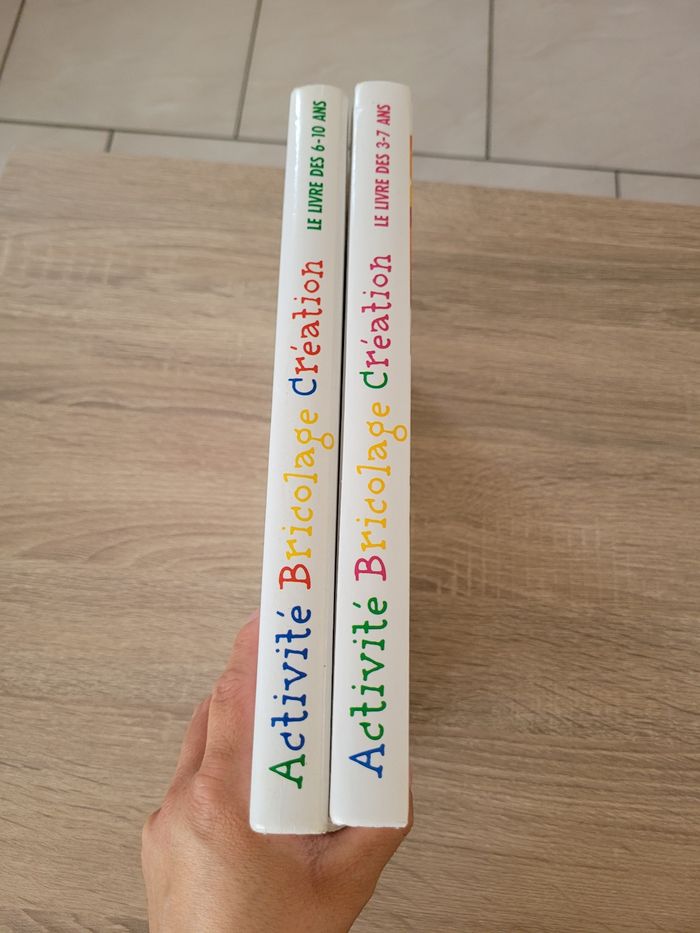 Activité Bricolage Création LE LIVRE DES 6-10 ANS
Activité Bricolage Création LE LIVRE DES 3-7 ANS